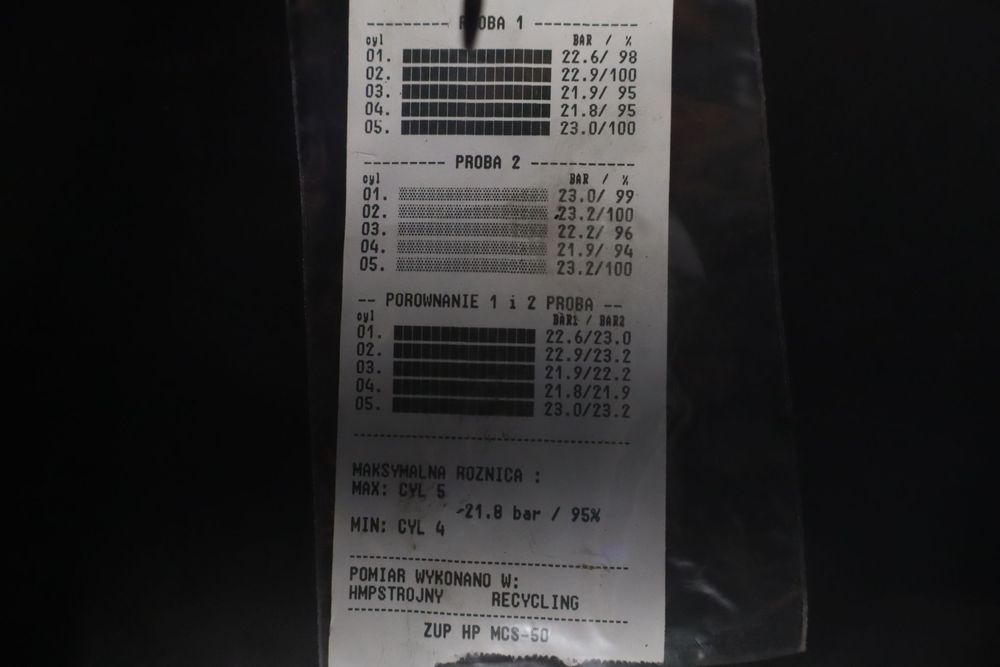 ---------- PROBA 1 ------------
cyl BAR / %
01. 22.6/ 98
02. 22.9/100
03. 21.9/ 95
04. 21.8/ 95
05. 23.0/100
---------- PROBA 2 -------------
cyl BAR / %
01. 23.0/ 99
02. 23.2/100
03. 22.2/ 96
04. 21.9/ 94
05. 23.2/100
-- POROWNANIE 1 i 2 PROBA --
cyl BAR1 / BAR2
01. 22.6/23.0
02. 22.9/23.2
03. 21.9/22.2
04. 21.8/21.9
05. 23.0/23.2
MAKSYMALNA ROZNICA :
MAX: CYL 5
-21.8 bar / 95%
MIN: CYL 4
POMIAR WYKONANO W:
HMPSTROJNY RECYCLING
ZUP HP MCS-50